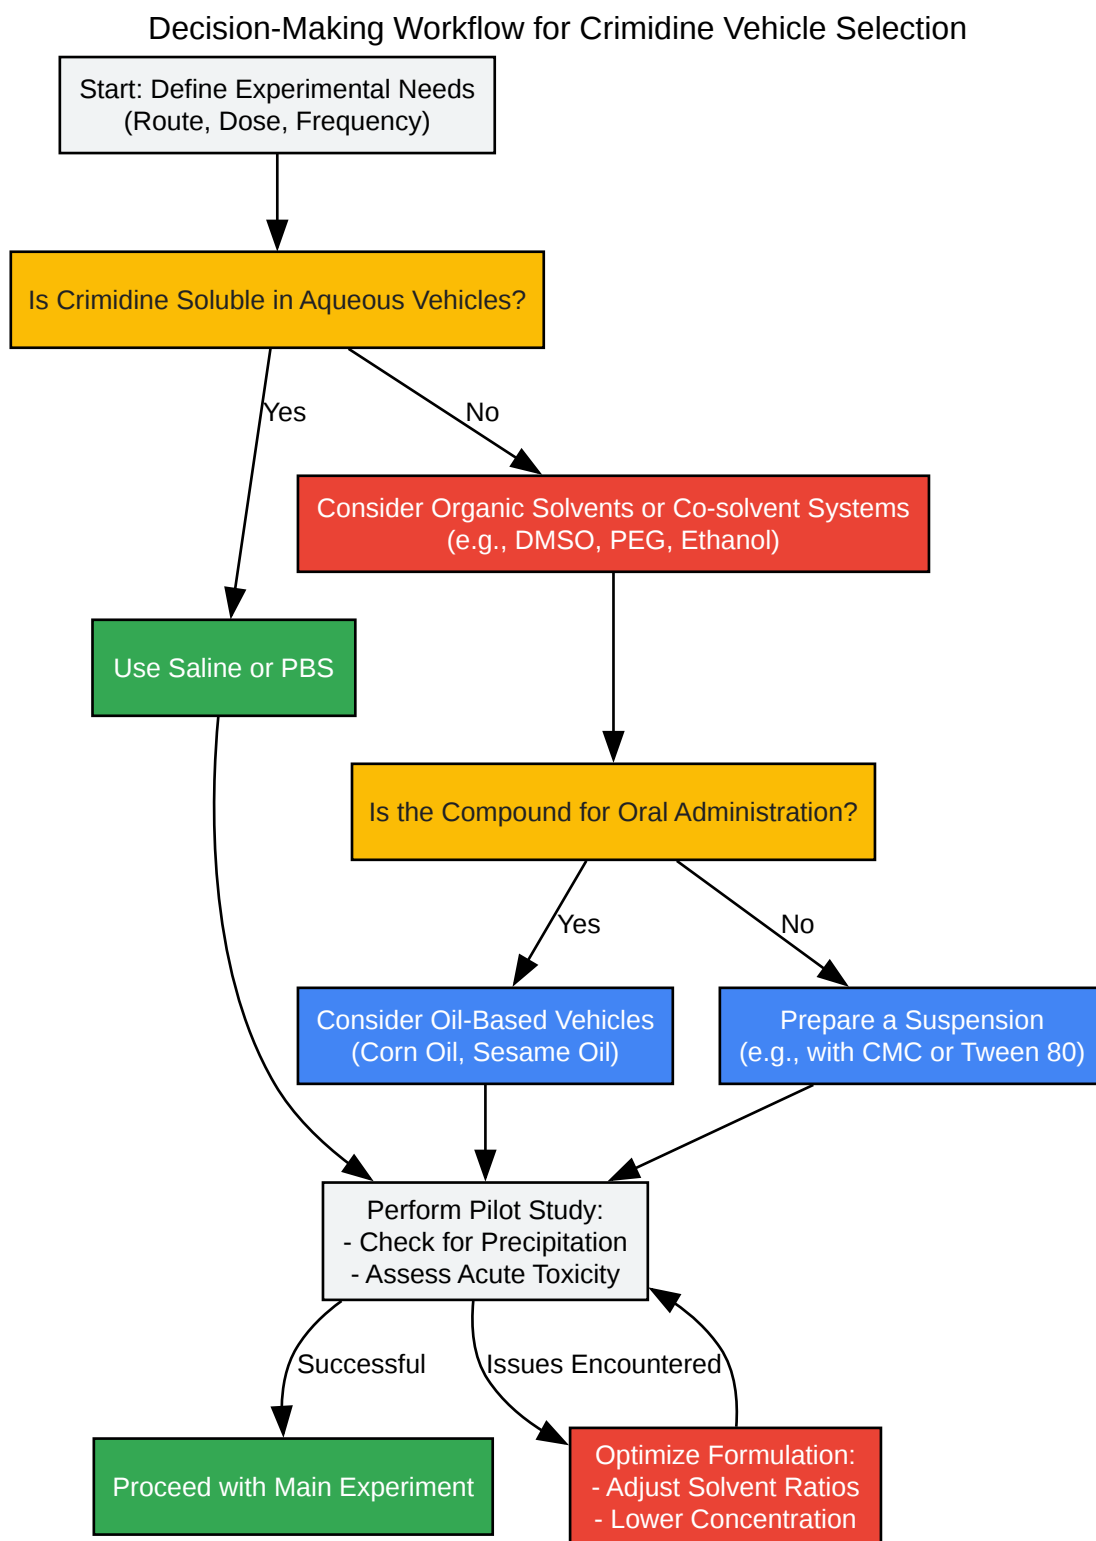 Decision-Making Workflow for Crimidine Vehicle Selection
Start: Define Experimental Needs
(Route, Dose, Frequency)
Is Crimidine Soluble in Aqueous Vehicles?
Yes
No
Consider Organic Solvents or Co-solvent Systems
(e.g., DMSO, PEG, Ethanol)
Use Saline or PBS
Is the Compound for Oral Administration?
Yes
No
Consider Oil-Based Vehicles
(Corn Oil, Sesame Oil)
Prepare a Suspension
(e.g., with CMC or Tween 80)
Perform Pilot Study:
- Check for Precipitation
- Assess Acute Toxicity
Successful
Issues Encountered
Proceed with Main Experiment
Optimize Formulation:
- Adjust Solvent Ratios
- Lower Concentration